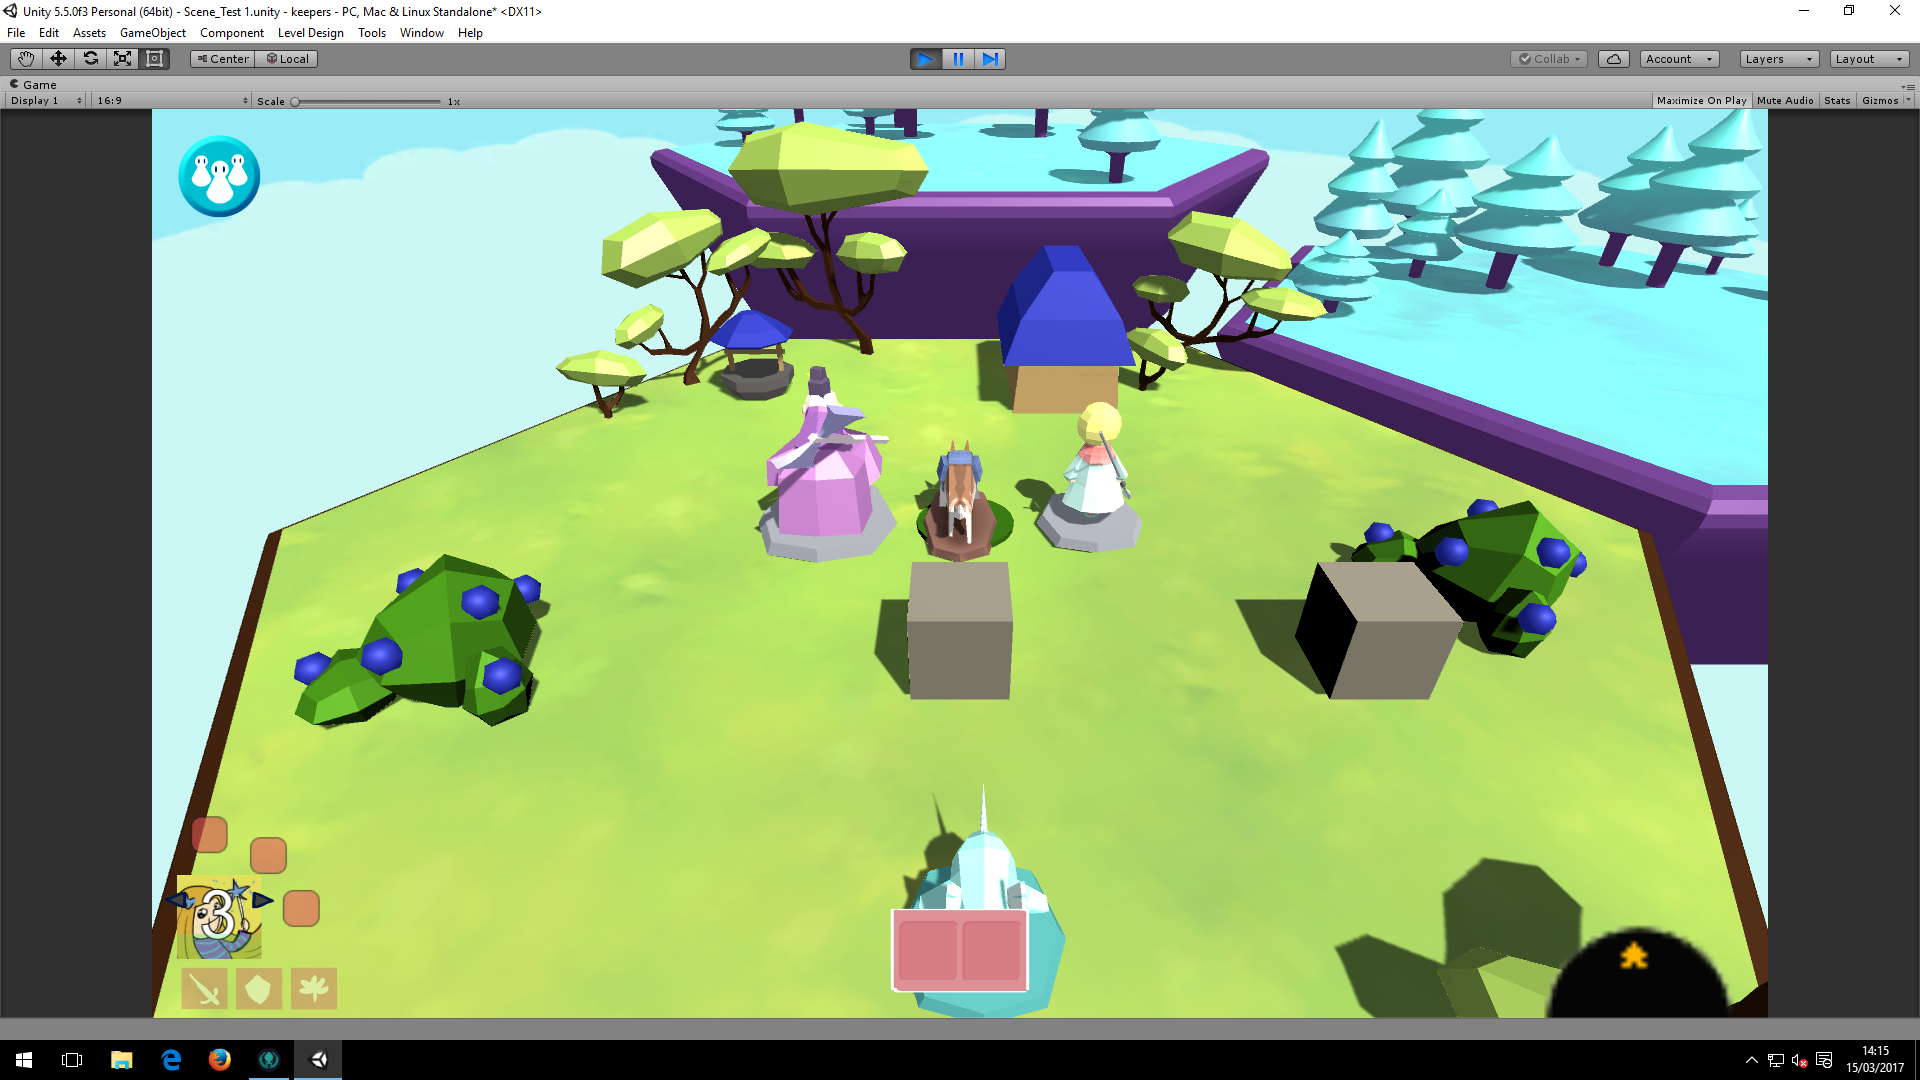 Unity 5.5.0f3 Personal (64bit) - Scene_Test 1.unity - keepers - PC, Mac & Linux Standalone* <DX11>
File Edit Assets GameObject Component Level Design Tools Window Help
Center Local Collab Account Layers Layout
Game
Display 1 16:9 Scale 1x Maximize On Play Mute Audio Stats Gizmos
3
14:15
15/03/2017